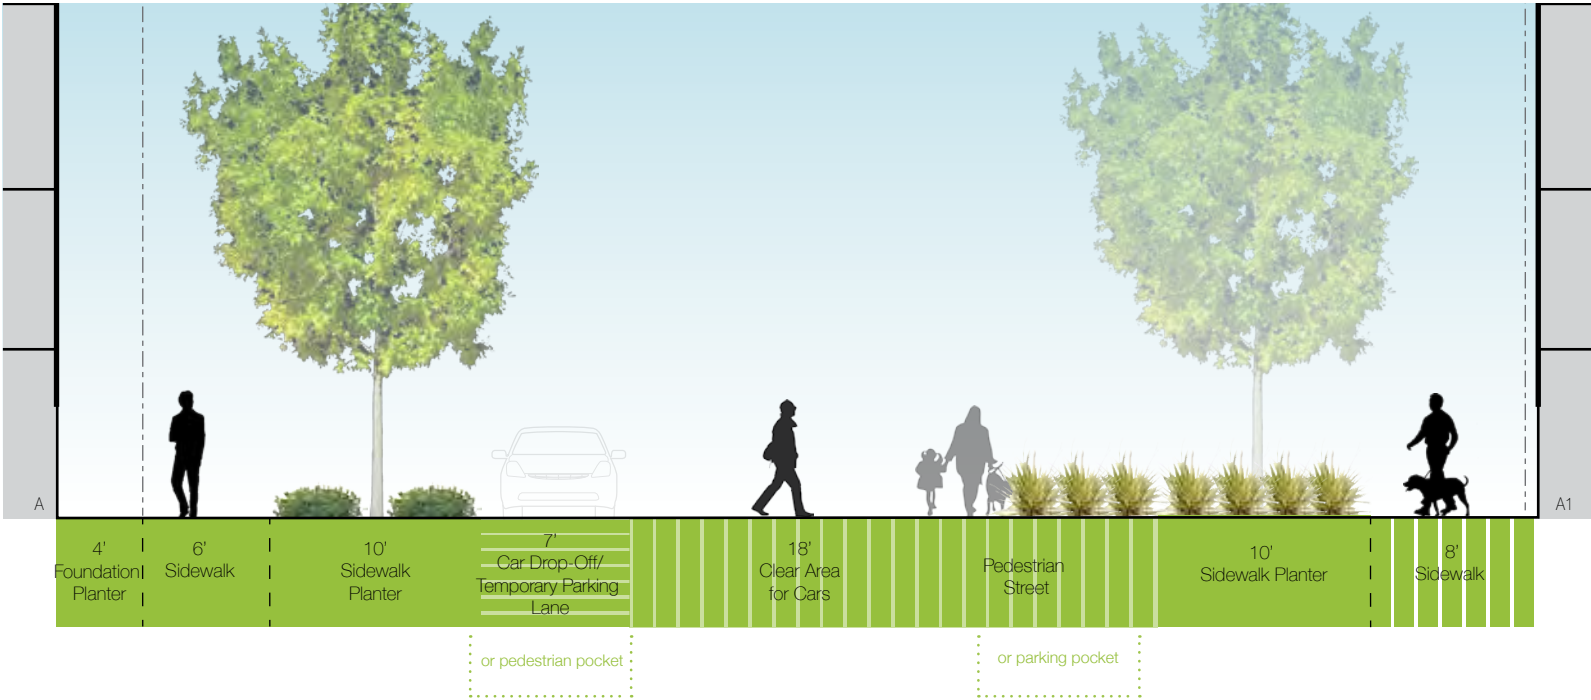 A
A1
4'
Foundation
Planter
6'
Sidewalk
10'
Sidewalk
Planter
7'
Car Drop-Off/
Temporary Parking
Lane
18'
Clear Area
for Cars
Pedestrian
Street
10'
Sidewalk Planter
8'
Sidewalk
or pedestrian pocket
or parking pocket